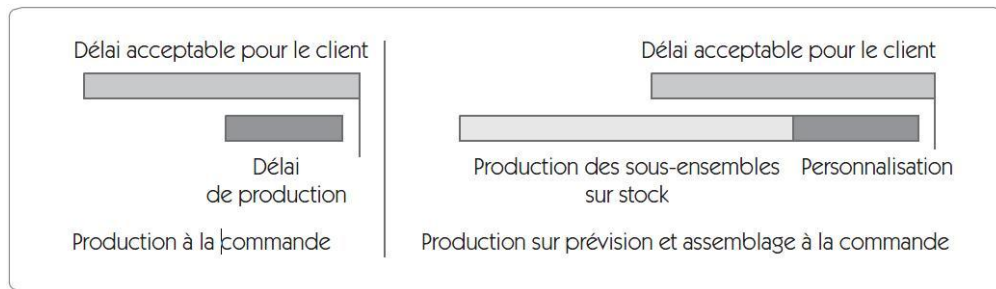 Délai acceptable pour le client
Délai
de production
Production à la commande
Délai acceptable pour le client
Production des sous-ensembles
sur stock
Personnalisation
Production sur prévision et assemblage à la commande